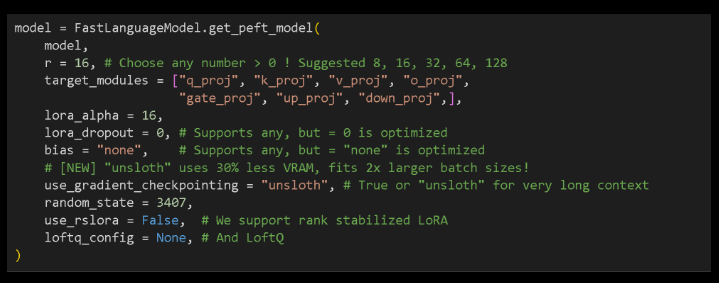 model = FastLanguageModel.get_peft_model(
    model,
    r = 16, # Choose any number > 0 ! Suggested 8, 16, 32, 64, 128
    target_modules = ["q_proj", "k_proj", "v_proj", "o_proj",
                      "gate_proj", "up_proj", "down_proj",],
    lora_alpha = 16,
    lora_dropout = 0, # Supports any, but = 0 is optimized
    bias = "none",    # Supports any, but = "none" is optimized
    # [NEW] "unsloth" uses 30% less VRAM, fits 2x larger batch sizes!
    use_gradient_checkpointing = "unsloth", # True or "unsloth" for very long context
    random_state = 3407,
    use_rslora = False,  # We support rank stabilized LoRA
    loftq_config = None, # And LoftQ
)